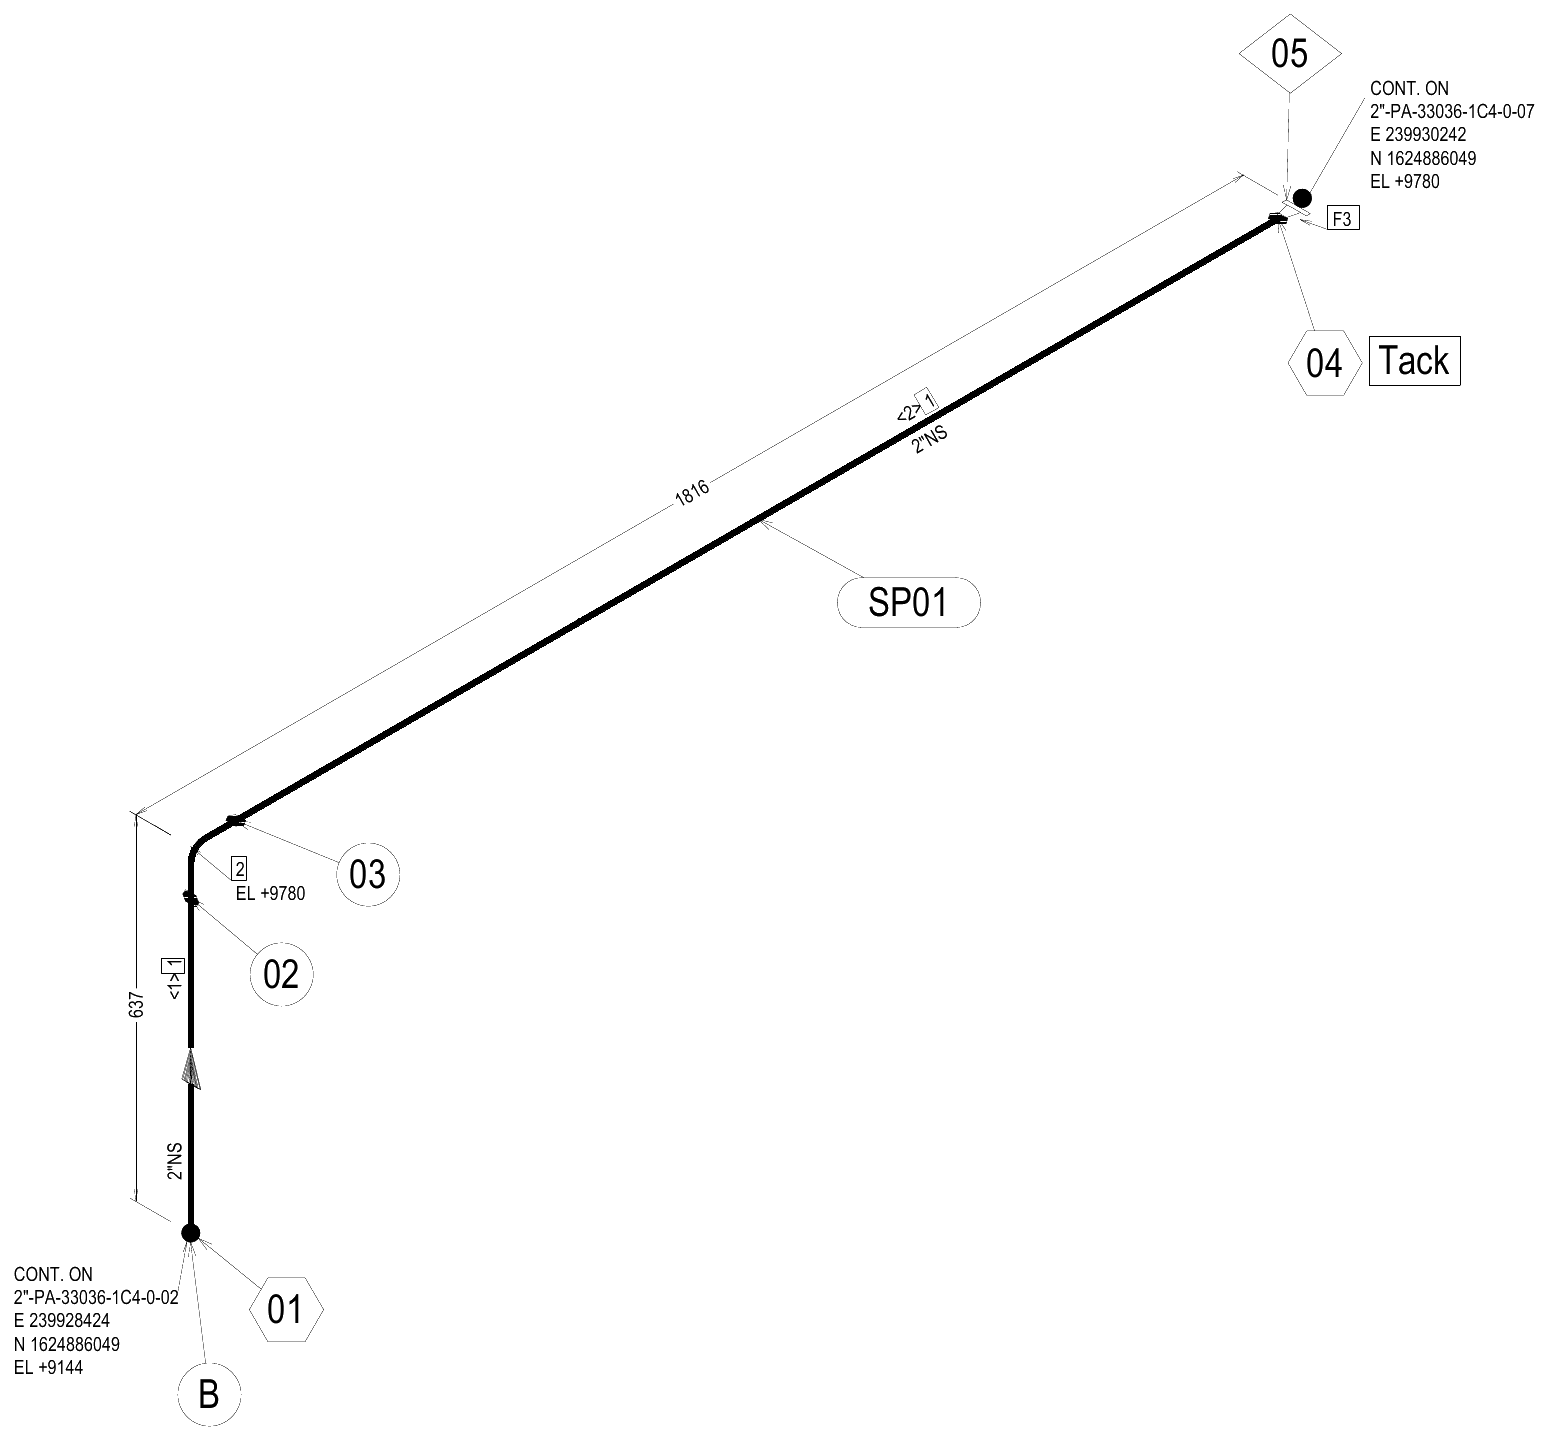 05
CONT. ON
2"-PA-33036-1C4-0-07
E 239930242
N 1624886049
EL +9780
F3
04
Tack
<2> 1
2"NS
1816
SP01
03
2
EL +9780
02
<1> 1
637
2"NS
CONT. ON
2"-PA-33036-1C4-0-02
E 239928424
N 1624886049
EL +9144
01
B